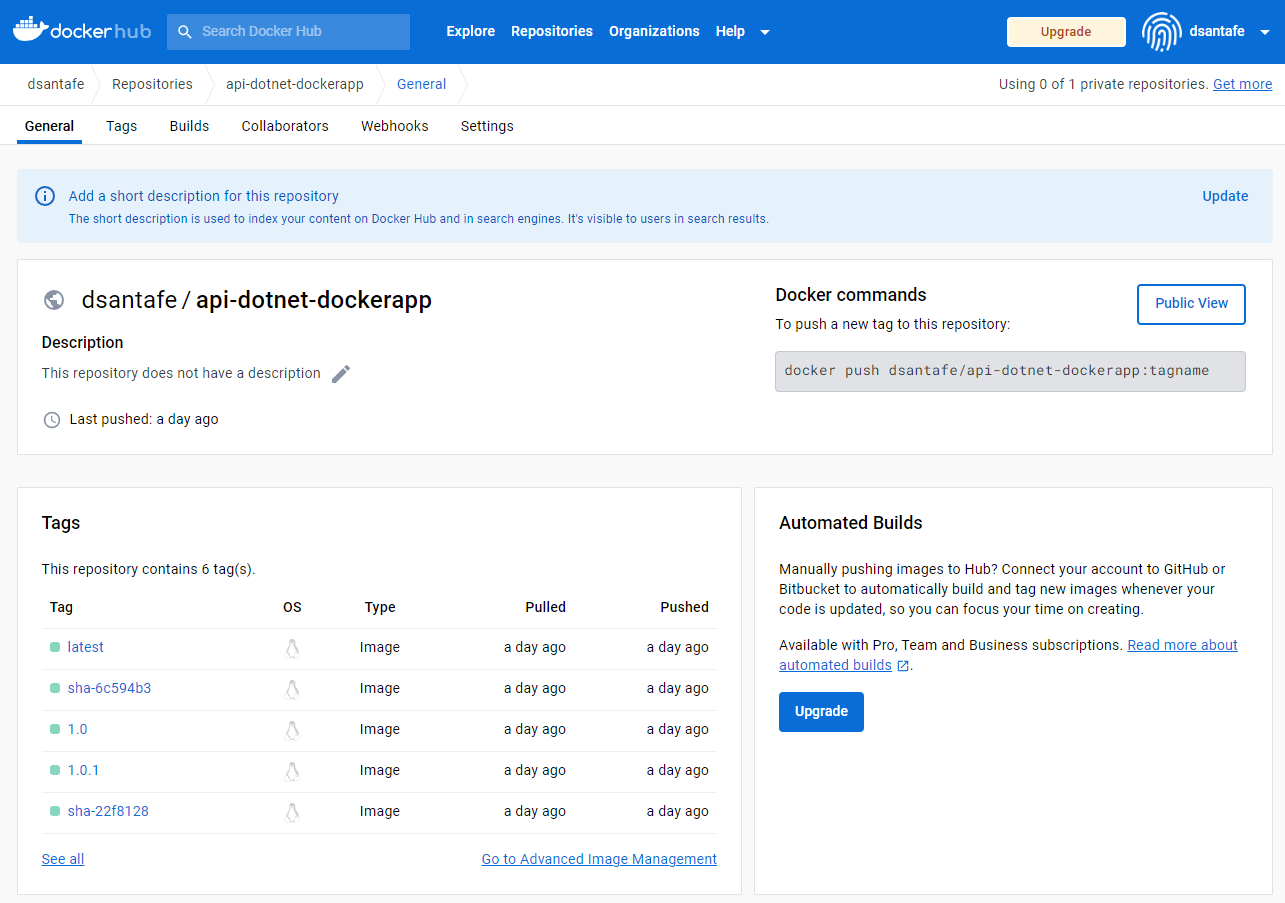 dockerhub Search Docker Hub Explore Repositories Organizations Help Upgrade dsantafe
dsantafe Repositories api-dotnet-dockerapp General Using 0 of 1 private repositories. Get more
General Tags Builds Collaborators Webhooks Settings
Add a short description for this repository Update
The short description is used to index your content on Docker Hub and in search engines. It's visible to users in search results.
dsantafe / api-dotnet-dockerapp
Description
This repository does not have a description
Last pushed: a day ago
Docker commands
Public View
To push a new tag to this repository:
docker push dsantafe/api-dotnet-dockerapp:tagname
Tags
This repository contains 6 tag(s).
Tag OS Type Pulled Pushed
latest Image a day ago a day ago
sha-6c594b3 Image a day ago a day ago
1.0 Image a day ago a day ago
1.0.1 Image a day ago a day ago
sha-22f8128 Image a day ago a day ago
See all Go to Advanced Image Management
Automated Builds
Manually pushing images to Hub? Connect your account to GitHub or
Bitbucket to automatically build and tag new images whenever your
code is updated, so you can focus your time on creating.
Available with Pro, Team and Business subscriptions. Read more about
automated builds .
Upgrade